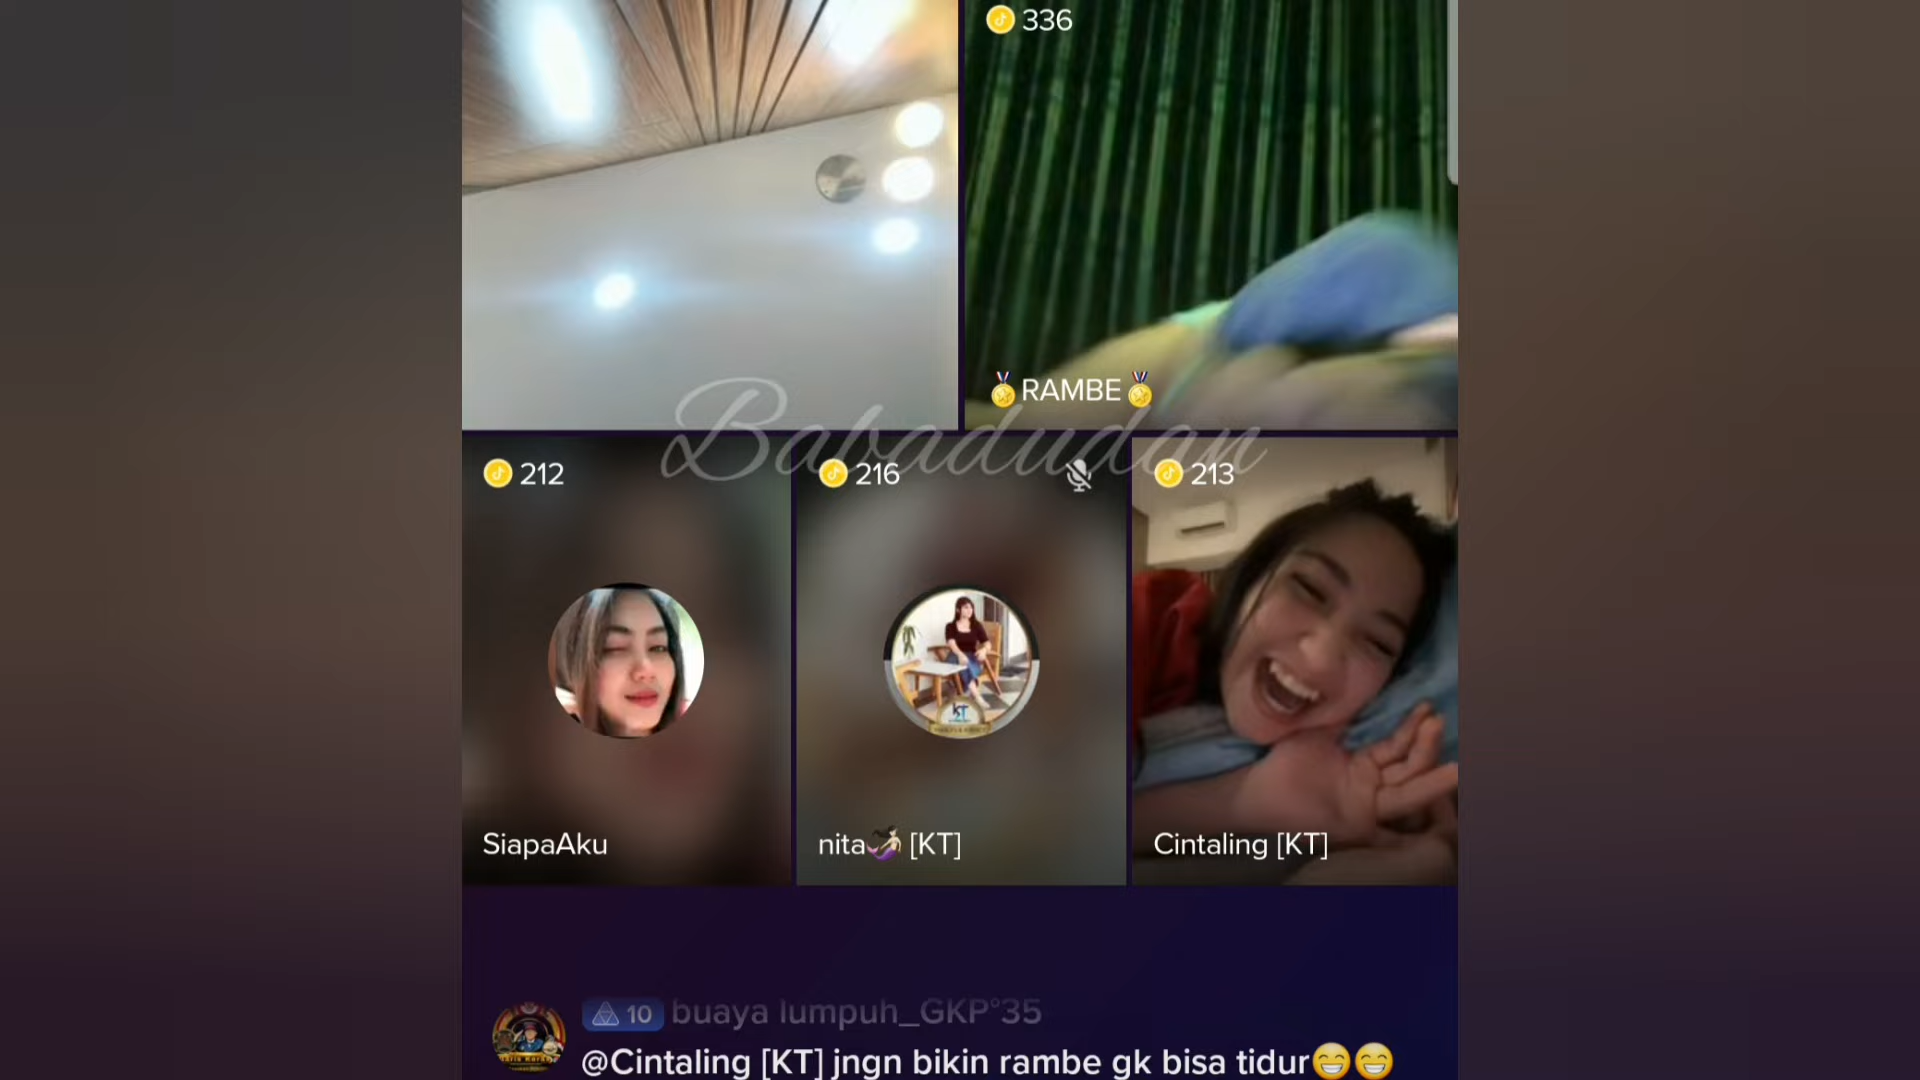 336
🏅RAMBE🏅
Babadudan
212
216
213
SiapaAku
nita🧜🏻‍♀️ [KT]
Cintaling [KT]
10 buaya lumpuh_GKP°35
@Cintaling [KT] jngn bikin rambe gk bisa tidur😁😁